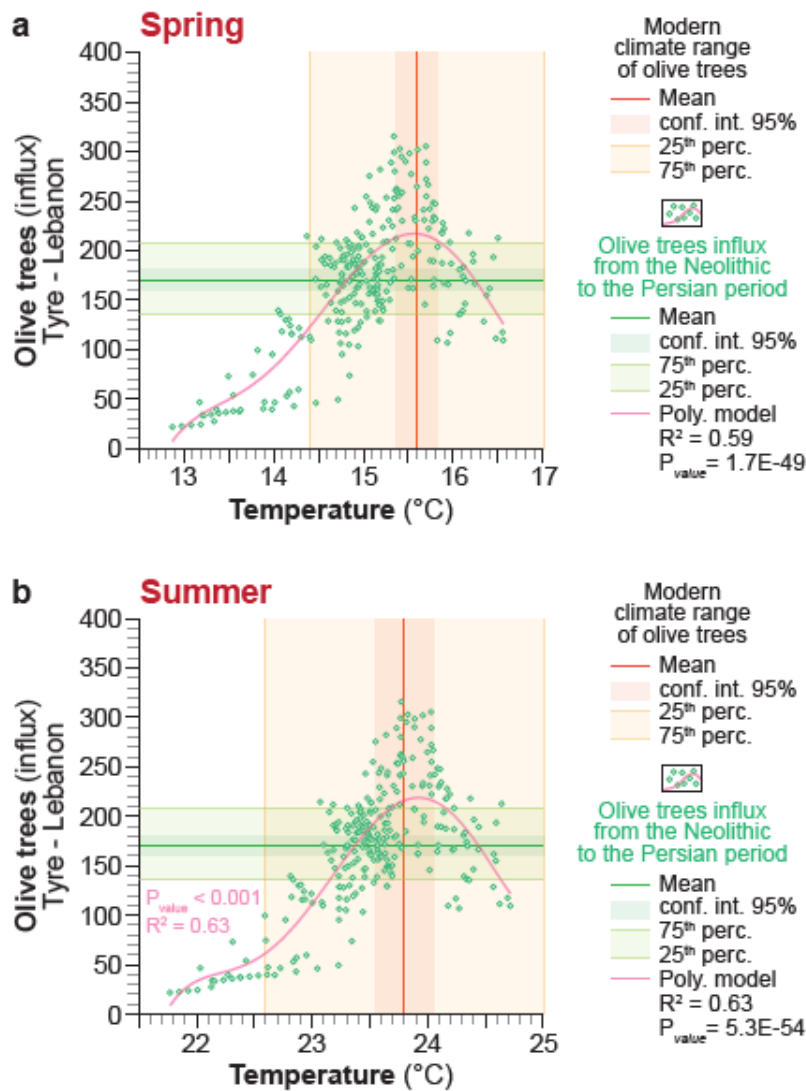 a Spring
400
350
300
250
200
150
100
50
0
Olive trees (influx)
Tyre - Lebanon
13 14 15 16 17
Temperature (°C)
Modern
climate range
of olive trees
Mean
conf. int. 95%
25th perc.
75th perc.
Olive trees influx
from the Neolithic
to the Persian period
Mean
conf. int. 95%
75th perc.
25th perc.
Poly. model
R² = 0.59
Pvalue= 1.7E-49
b Summer
400
350
300
250
200
150
100
50
0
Olive trees (influx)
Tyre - Lebanon
Pvalue < 0.001
R² = 0.63
22 23 24 25
Temperature (°C)
Modern
climate range
of olive trees
Mean
conf. int. 95%
25th perc.
75th perc.
Olive trees influx
from the Neolithic
to the Persian period
Mean
conf. int. 95%
75th perc.
25th perc.
Poly. model
R² = 0.63
Pvalue = 5.3E-54